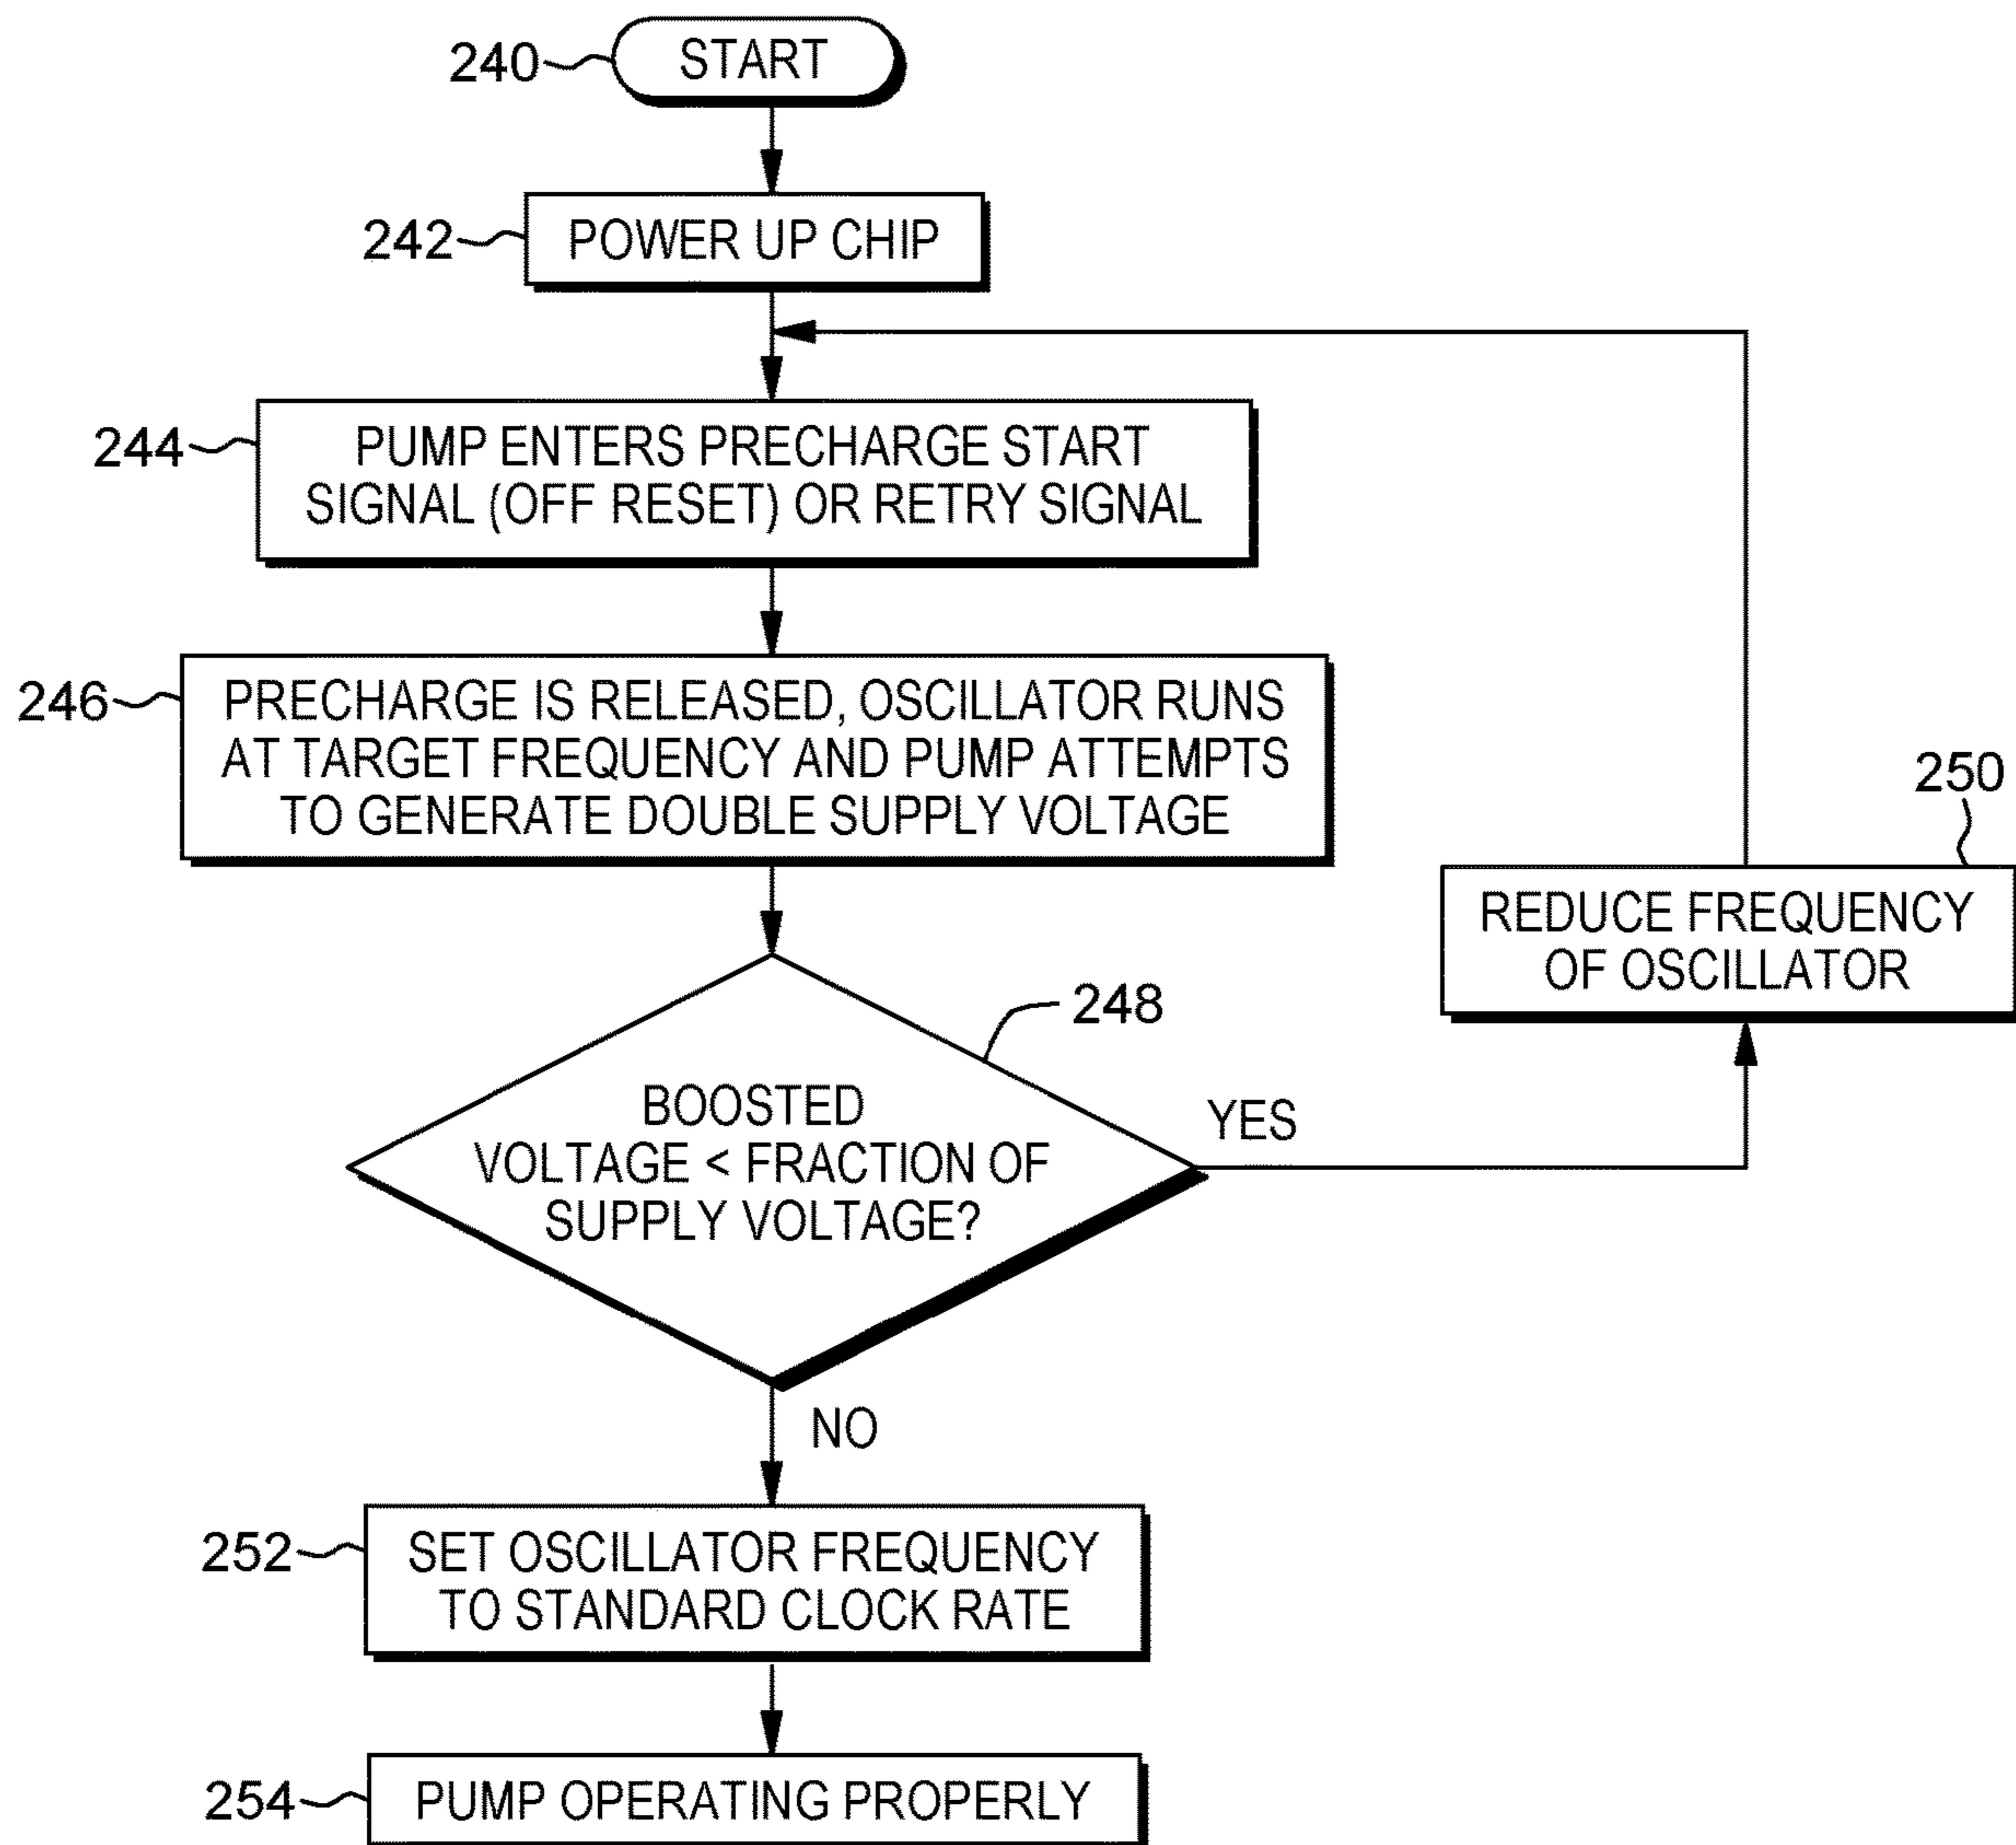 240
START
242
POWER UP CHIP
244
PUMP ENTERS PRECHARGE START
SIGNAL (OFF RESET) OR RETRY SIGNAL
246
PRECHARGE IS RELEASED, OSCILLATOR RUNS
AT TARGET FREQUENCY AND PUMP ATTEMPTS
TO GENERATE DOUBLE SUPPLY VOLTAGE
250
REDUCE FREQUENCY
OF OSCILLATOR
248
BOOSTED
VOLTAGE < FRACTION OF
SUPPLY VOLTAGE?
YES
NO
252
SET OSCILLATOR FREQUENCY
TO STANDARD CLOCK RATE
254
PUMP OPERATING PROPERLY